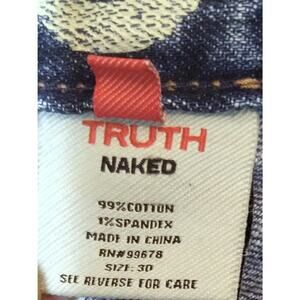 TRUTH
NAKED
99%COTTON
1%SPANDEX
MADE IN CHINA
RN#99678
SIZE: 30
SEE REVERSE FOR CARE